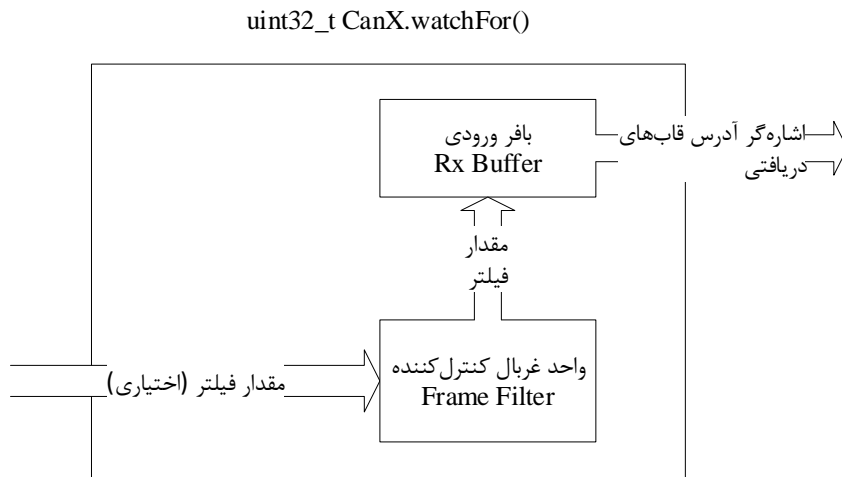 uint32_t CanX.watchFor()
بافر ورودی
Rx Buffer
اشاره‌گر آدرس قاب‌های
دریافتی
مقدار
فیلتر
واحد غربال کنترل‌کننده
Frame Filter
مقدار فیلتر (اختیاری)